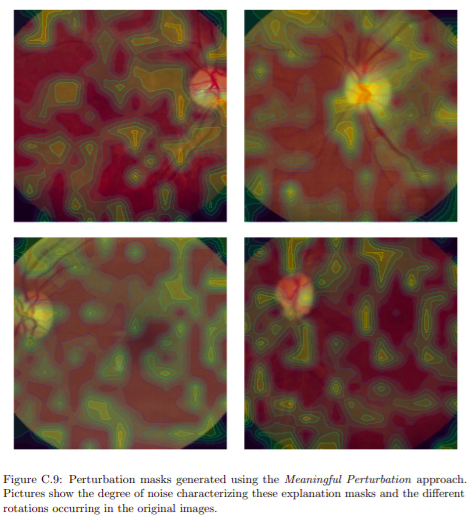 Figure C.9: Perturbation masks generated using the Meaningful Perturbation approach.
Pictures show the degree of noise characterizing these explanation masks and the different
rotations occurring in the original images.